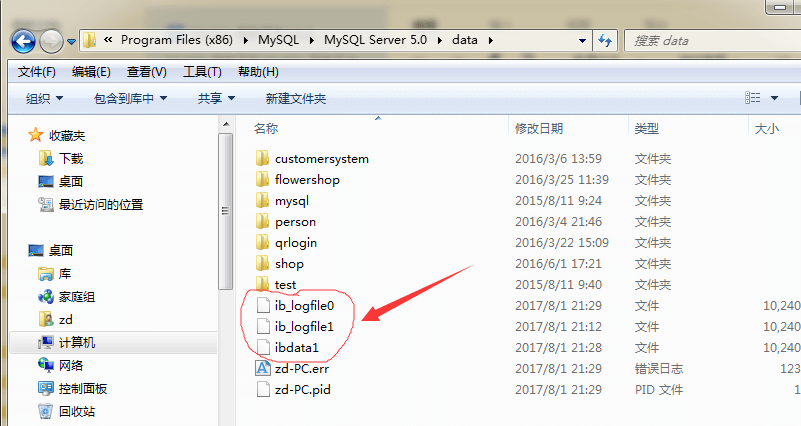 « Program Files (x86) ▸ MySQL ▸ MySQL Server 5.0 ▸ data ▸
搜索 data
文件(F) 编辑(E) 查看(V) 工具(T) 帮助(H)
组织 包含到库中 共享 新建文件夹
收藏夹
下载
桌面
最近访问的位置
桌面
库
家庭组
zd
计算机
网络
控制面板
回收站
名称 修改日期 类型 大小
customersystem 2016/3/6 13:59 文件夹
flowershop 2016/3/25 11:39 文件夹
mysql 2015/8/11 9:24 文件夹
person 2016/3/4 21:46 文件夹
qrlogin 2016/3/22 15:09 文件夹
shop 2016/6/1 17:21 文件夹
test 2015/8/11 9:40 文件夹
ib_logfile0 2017/8/1 21:29 文件 10,240
ib_logfile1 2017/8/1 21:12 文件 10,240
ibdata1 2017/8/1 21:28 文件 10,240
zd-PC.err 2017/8/1 21:29 错误日志 123
zd-PC.pid 2017/8/1 21:29 PID 文件 1